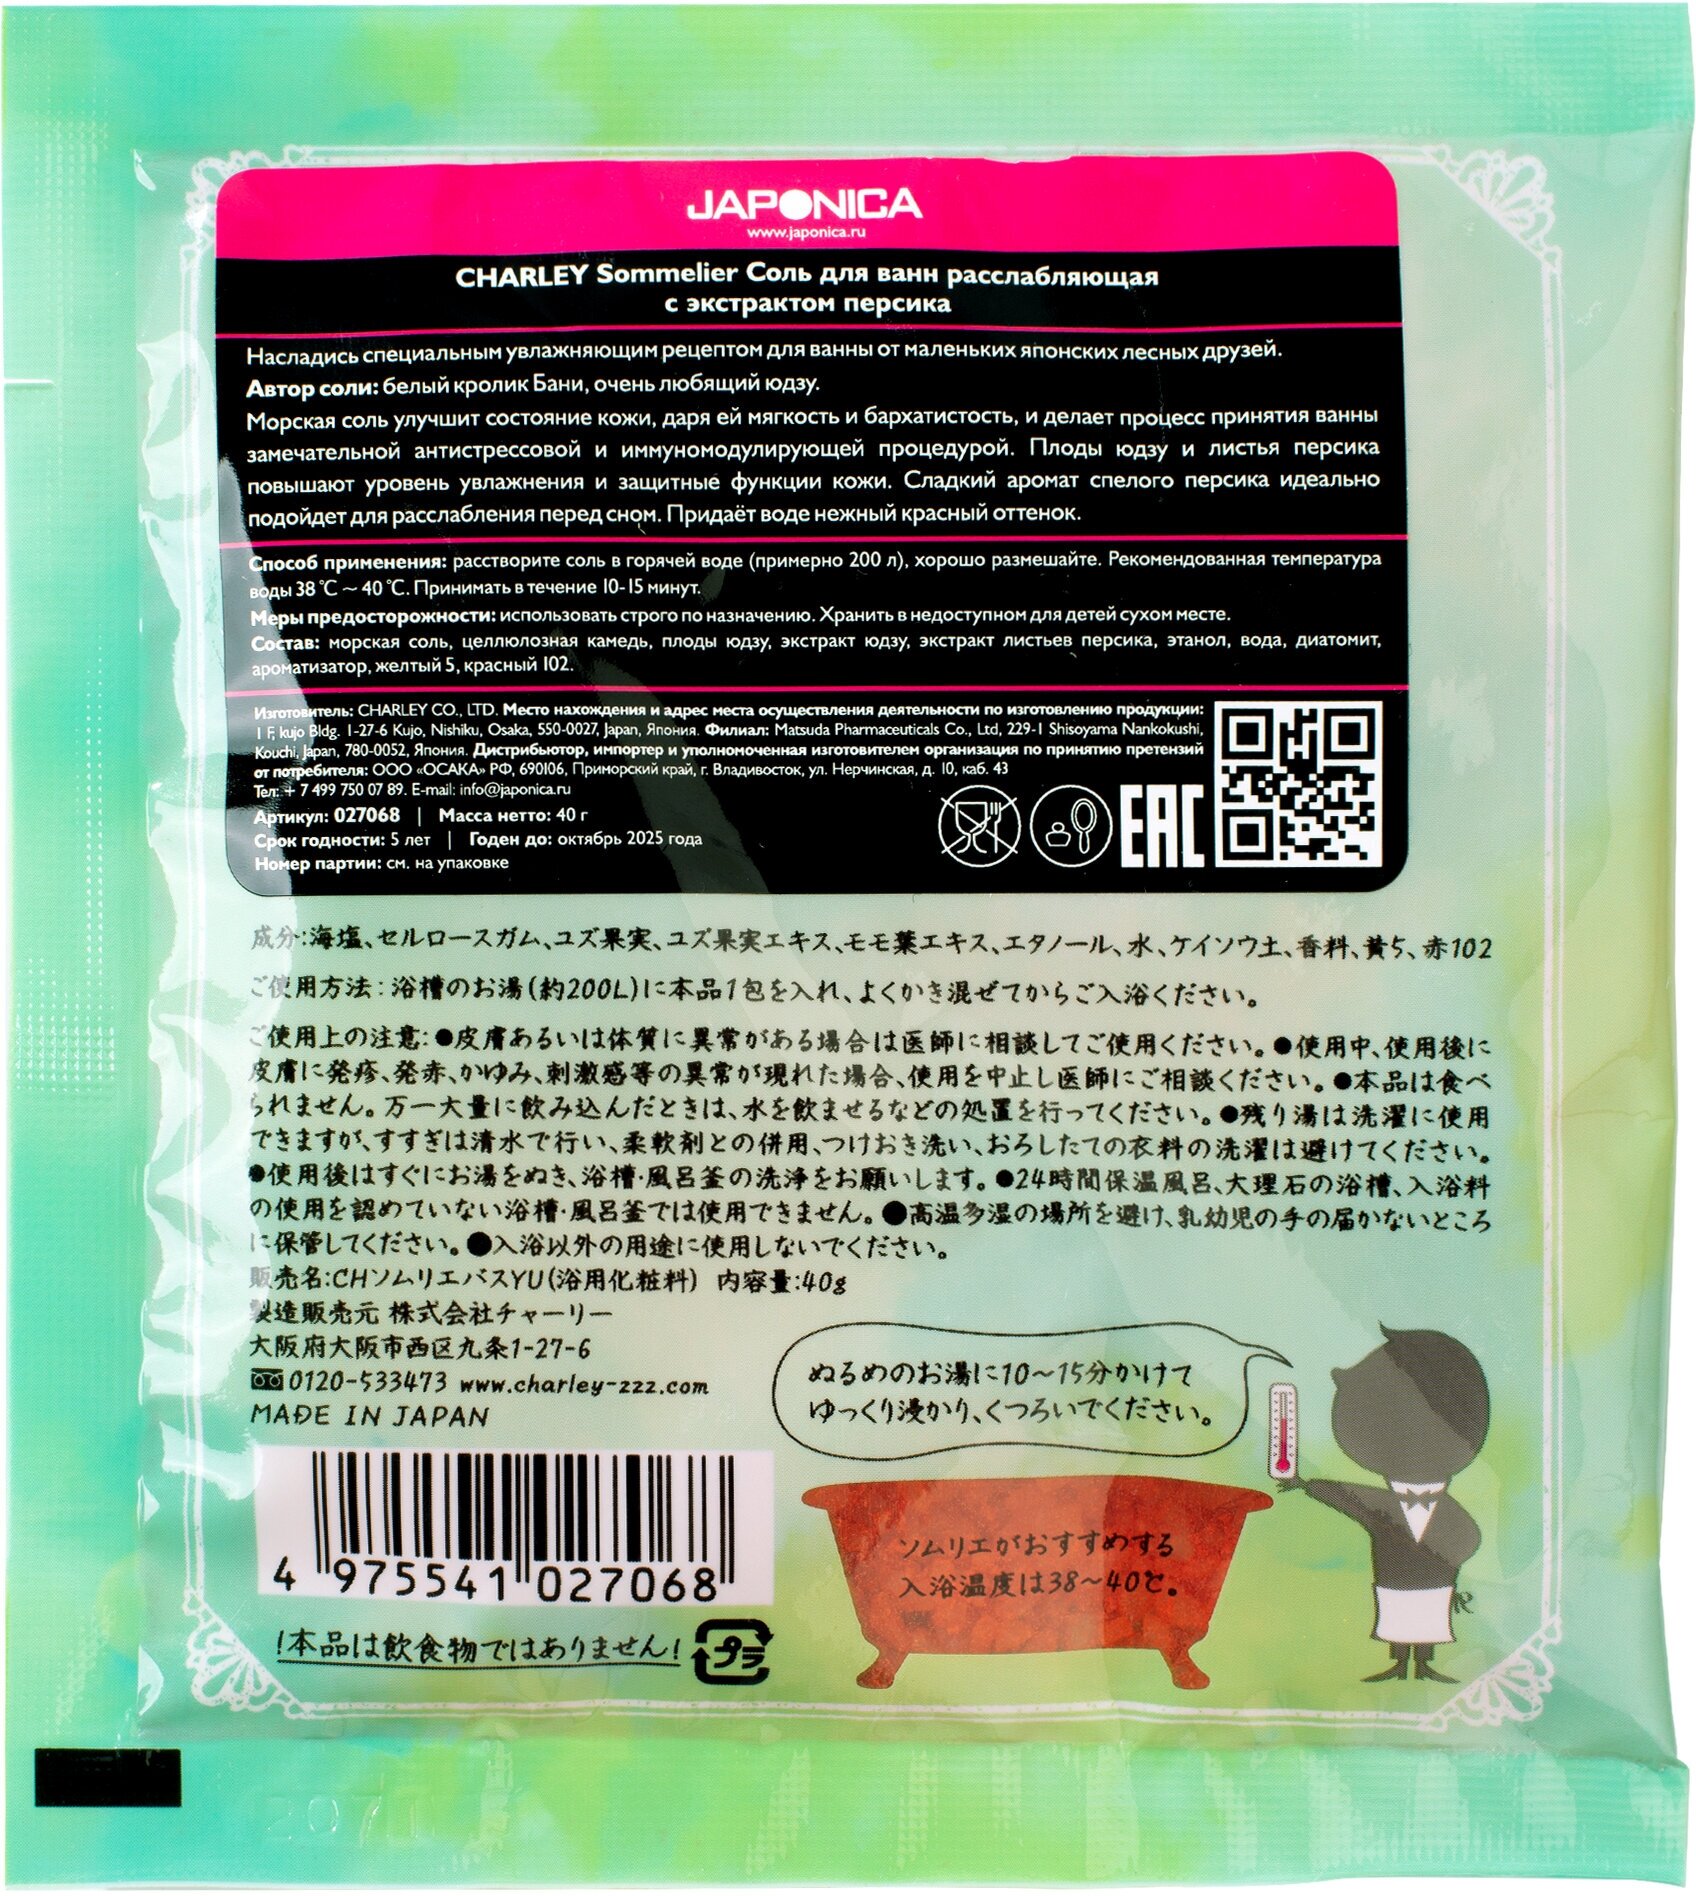 JAPONICA
www.japonica.ru
CHARLEY Sommelier Соль для ванн расслабляющая
с экстрактом персика
Насладись специальным увлажняющим рецептом для ванны от маленьких японских лесных друзей.
Автор соли: белый кролик Бани, очень любящий юдзу.
Морская соль улучшит состояние кожи, даря ей мягкость и бархатистость, и делает процесс принятия ванны
замечательной антистрессовой и иммуномодулирующей процедурой. Плоды юдзу и листья персика
повышают уровень увлажнения и защитные функции кожи. Сладкий аромат спелого персика идеально
подойдет для расслабления перед сном. Придаёт воде нежный красный оттенок.
Способ применения: расстворите соль в горячей воде (примерно 200 л), хорошо размешайте. Рекомендованная температура
воды 38 ℃ ~ 40 ℃. Принимать в течение 10-15 минут.
Меры предосторожности: использовать строго по назначению. Хранить в недоступном для детей сухом месте.
Состав: морская соль, целлюлозная камедь, плоды юдзу, экстракт юдзу, экстракт листьев персика, этанол, вода, диатомит,
ароматизатор, желтый 5, красный 102.
Изготовитель: CHARLEY CO., LTD. Место нахождения и адрес места осуществления деятельности по изготовлению продукции:
1 F, kujo Bldg. 1-27-6 Kujo, Nishiku, Osaka, 550-0027, Japan, Япония. Филиал: Matsuda Pharmaceuticals Co., Ltd, 229-1 Shisoyama Nankokushi,
Kouchi, Japan, 780-0052, Япония. Дистрибьютор, импортер и уполномоченная изготовителем организация по принятию претензий
от потребителя: ООО «ОСАКА» РФ, 690106, Приморский край, г. Владивосток, ул. Нерчинская, д. 10, каб. 43
Тел: + 7 499 750 07 89. E-mail: info@japonica.ru
Артикул: 027068 | Масса нетто: 40 г
Срок годности: 5 лет | Годен до: октябрь 2025 года
Номер партии: см. на упаковке
EAC
成分:海塩、セルロースガム、ユズ果実、ユズ果実エキス、モモ葉エキス、エタノール、水、ケイソウ土、香料、黄5、赤102
ご使用方法:浴槽のお湯(約200L)に本品1包を入れ、よくかき混ぜてからご入浴ください。
ご使用上の注意:●皮膚あるいは体質に異常がある場合は医師に相談してご使用ください。●使用中、使用後に
皮膚に発疹、発赤、かゆみ、刺激感等の異常が現れた場合、使用を中止し医師にご相談ください。●本品は食べ
られません。万一大量に飲み込んだときは、水を飲ませるなどの処置を行ってください。●残り湯は洗濯に使用
できますが、すすぎは清水で行い、柔軟剤との併用、つけおき洗い、おろしたての衣料の洗濯は避けてください。
●使用後はすぐにお湯をぬき、浴槽・風呂釜の洗浄をお願いします。●24時間保温風呂、大理石の浴槽、入浴料
の使用を認めていない浴槽・風呂釜では使用できません。●高温多湿の場所を避け、乳幼児の手の届かないところ
に保管してください。●入浴以外の用途に使用しないでください。
販売名:CHソムリエバスYU(浴用化粧料) 内容量:40g
製造販売元 株式会社チャーリー
大阪府大阪市西区九条1-27-6
0120-533473 www.charley-zzz.com
MADE IN JAPAN
ぬるめのお湯に10〜15分かけて
ゆっくり浸かり、くつろいでください。
ソムリエがおすすめする
入浴温度は38〜40℃。
4 975541 027068
!本品は飲食物ではありません!
プラ